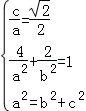 c/a=√2/2
4/a²+2/b²=1
a²=b²+c²